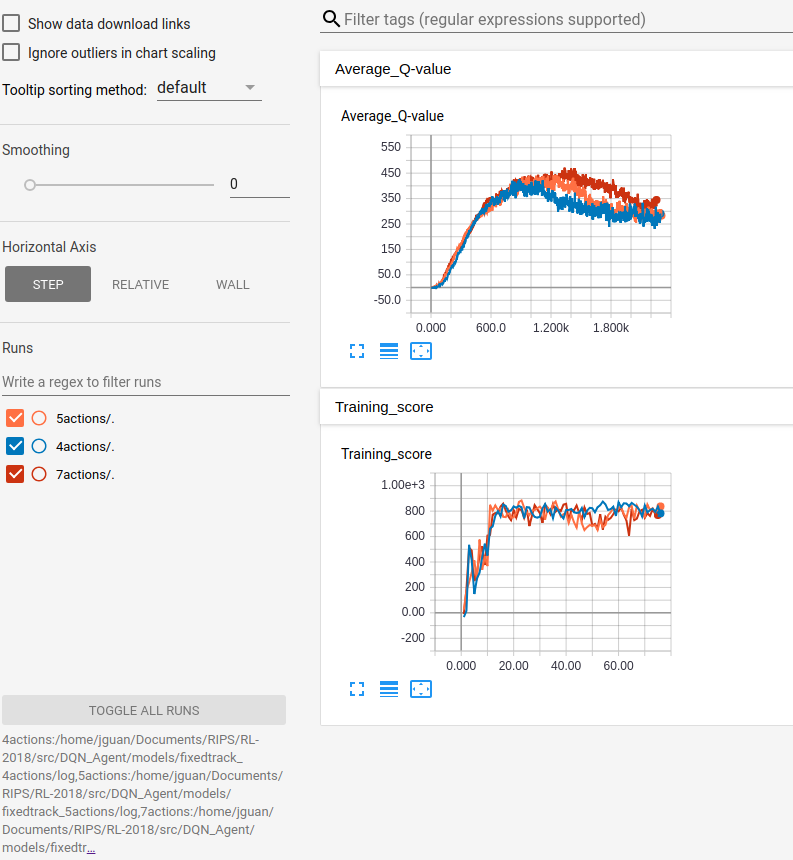 Show data download links
Ignore outliers in chart scaling
Tooltip sorting method: default
Smoothing
0
Horizontal Axis
STEP RELATIVE WALL
Runs
Write a regex to filter runs
5actions/.
4actions/.
7actions/.
TOGGLE ALL RUNS
4actions:/home/jguan/Documents/RIPS/RL-
2018/src/DQN_Agent/models/fixedtrack_
4actions/log,5actions:/home/jguan/Documents/
RIPS/RL-2018/src/DQN_Agent/models/
fixedtrack_5actions/log,7actions:/home/jguan/
Documents/RIPS/RL-2018/src/DQN_Agent/
models/fixedtr...
Filter tags (regular expressions supported)
Average_Q-value
Average_Q-value
550
450
350
250
150
50.0
-50.0
0.000 600.0 1.200k 1.800k
Training_score
Training_score
1.00e+3
800
600
400
200
0.00
-200
0.000 20.00 40.00 60.00